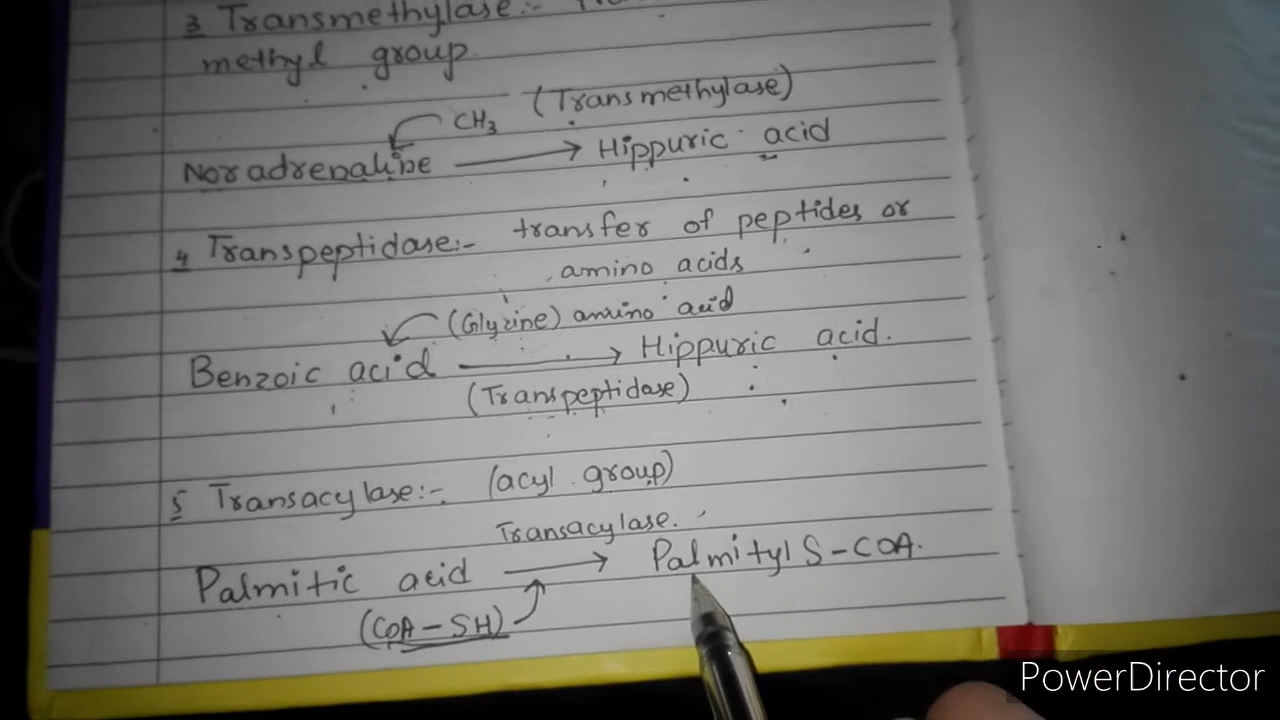 3 Transmethylase:-
methyl group
CH3 (Transmethylase)
Noradrenaline → Hippuric acid
4 Transpeptidase:- transfer of peptides or
amino acids
(Glyzine) amino acid
Benzoic acid → Hippuric acid.
(Transpeptidase)
5 Transacylase:- (acyl group)
Transacylase.
Palmitic acid → Palmityl S-COA.
(COA-SH)
PowerDirector